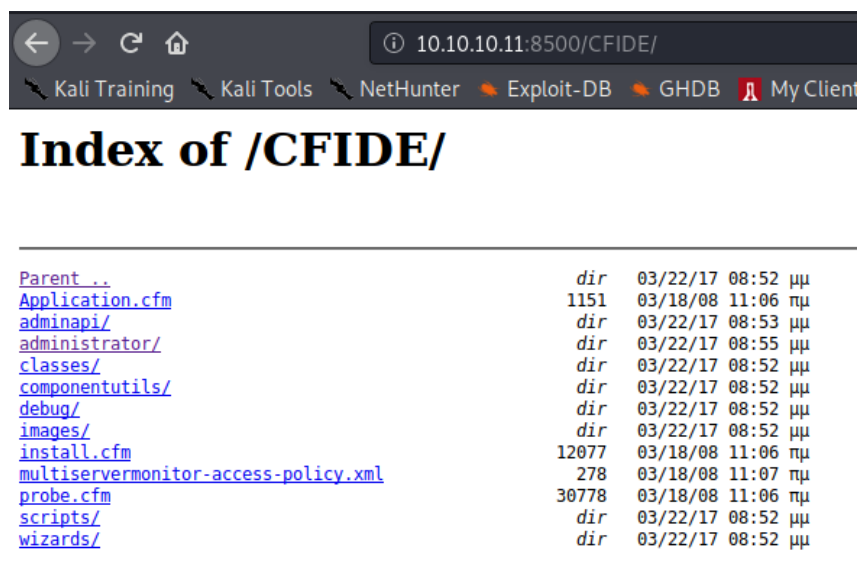 10.10.10.11:8500/CFIDE/
Kali Training Kali Tools NetHunter Exploit-DB GHDB My Client
Index of /CFIDE/
Parent .. dir 03/22/17 08:52 μμ
Application.cfm 1151 03/18/08 11:06 πμ
adminapi/ dir 03/22/17 08:53 μμ
administrator/ dir 03/22/17 08:55 μμ
classes/ dir 03/22/17 08:52 μμ
componentutils/ dir 03/22/17 08:52 μμ
debug/ dir 03/22/17 08:52 μμ
images/ dir 03/22/17 08:52 μμ
install.cfm 12077 03/18/08 11:06 πμ
multiservermonitor-access-policy.xml 278 03/18/08 11:07 πμ
probe.cfm 30778 03/18/08 11:06 πμ
scripts/ dir 03/22/17 08:52 μμ
wizards/ dir 03/22/17 08:52 μμ